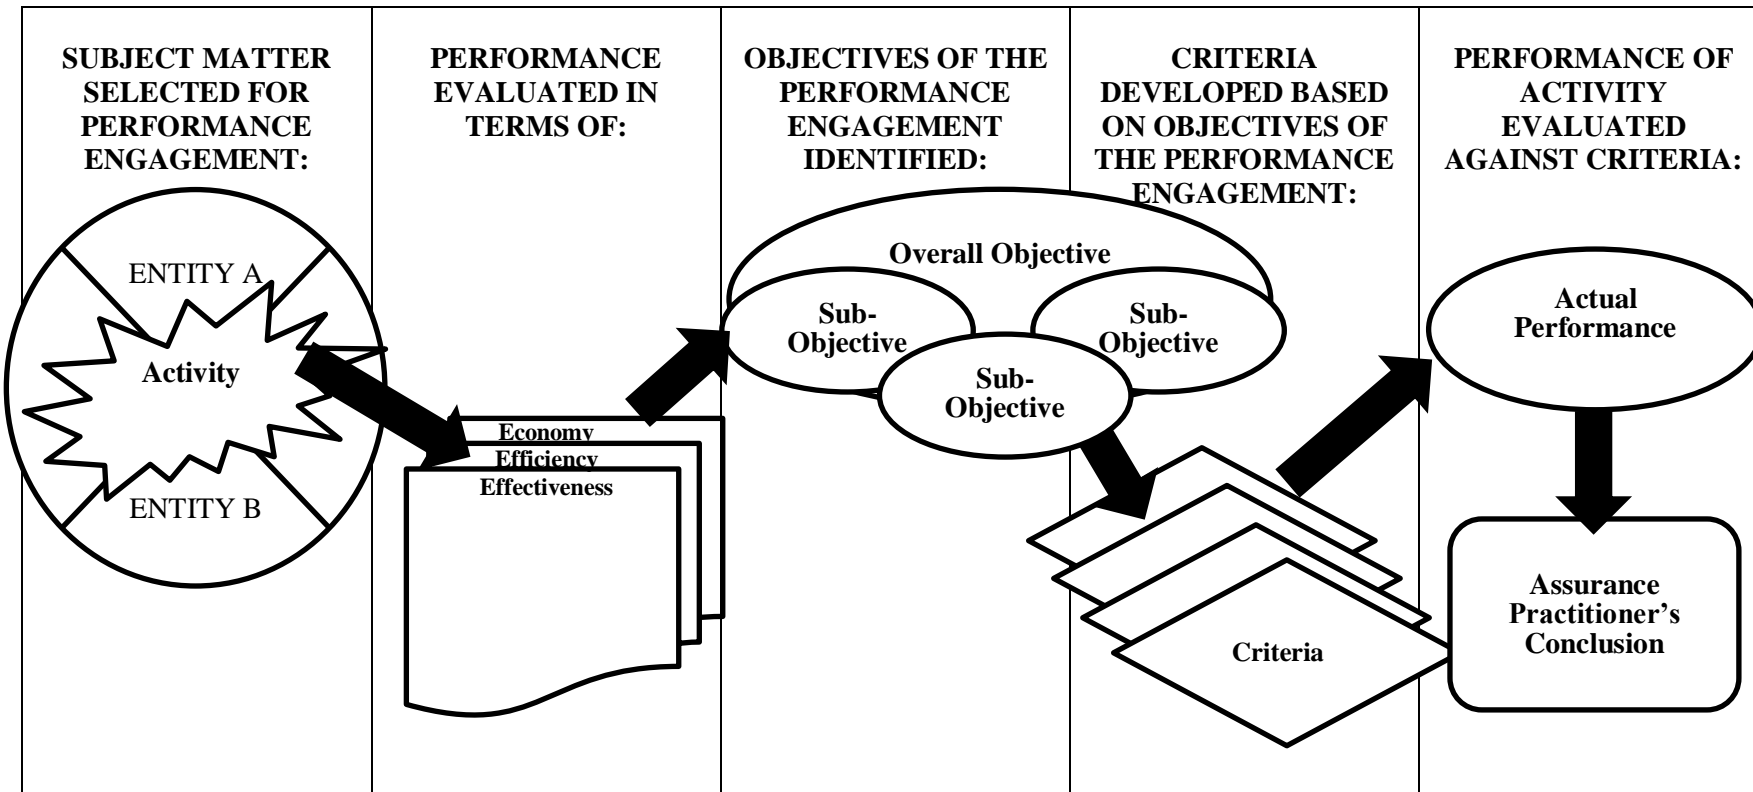 SUBJECT MATTER
SELECTED FOR
PERFORMANCE
ENGAGEMENT:
PERFORMANCE
EVALUATED IN
TERMS OF:
OBJECTIVES OF THE
PERFORMANCE
ENGAGEMENT
IDENTIFIED:
CRITERIA
DEVELOPED BASED
ON OBJECTIVES OF
THE PERFORMANCE
ENGAGEMENT:
PERFORMANCE OF
ACTIVITY
EVALUATED
AGAINST CRITERIA:
ENTITY A
Activity
ENTITY B
Economy
Efficiency
Effectiveness
Overall Objective
Sub-
Objective
Sub-
Objective
Sub-
Objective
Criteria
Actual
Performance
Assurance
Practitioner’s
Conclusion